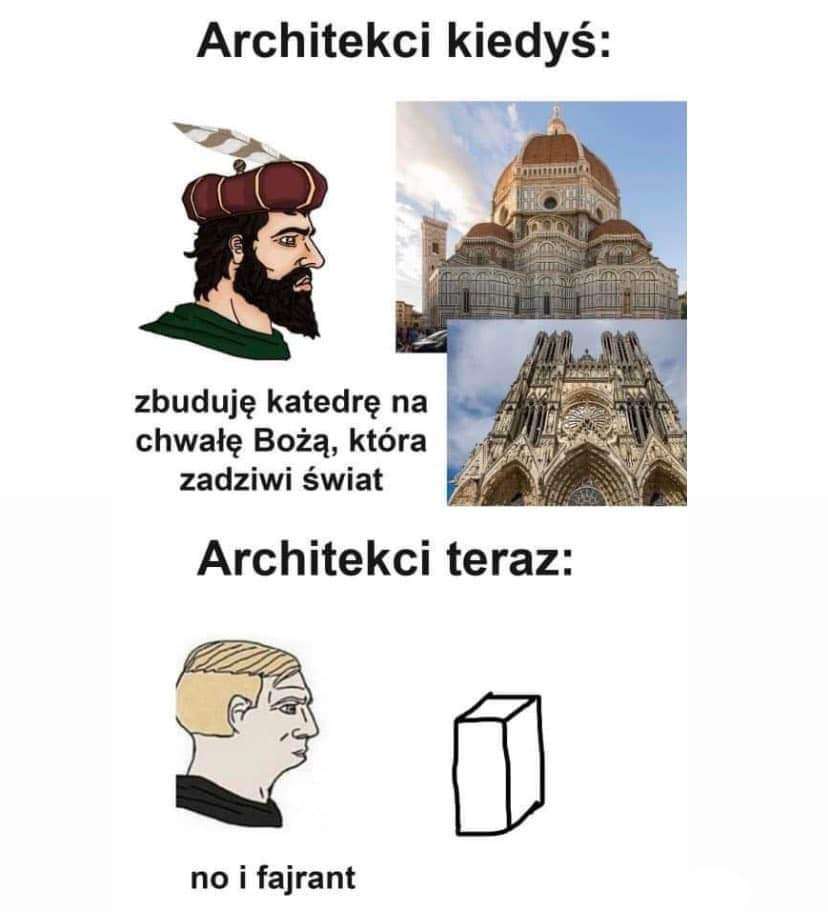 Architekci kiedyś:
zbuduję katedrę na
chwałę Bożą, która
zadziwi świat
Architekci teraz:
no i fajrant